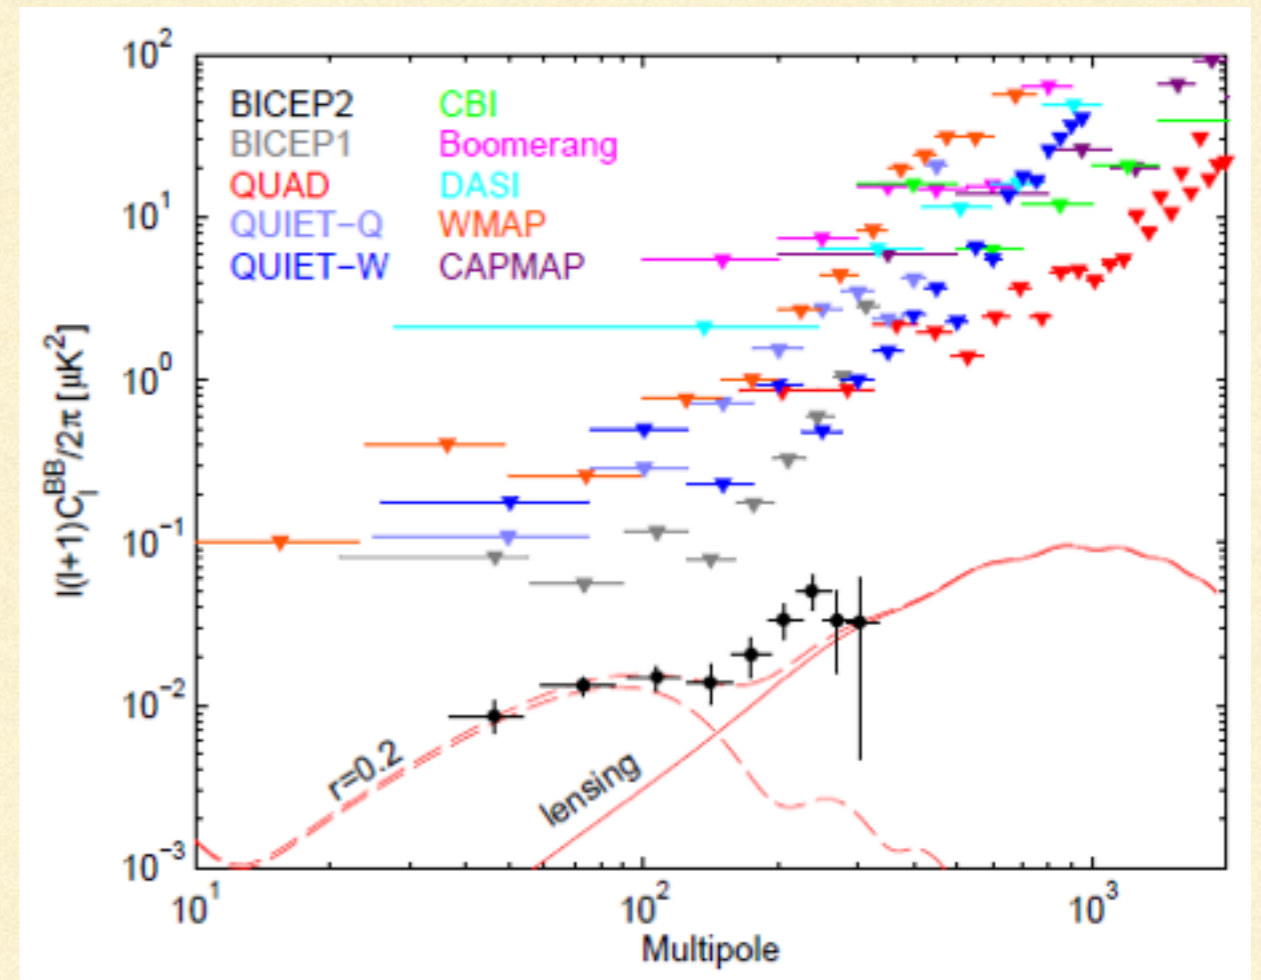 10²
BICEP2 CBI
BICEP1 Boomerang
QUAD DASI
QUIET−Q WMAP
QUIET−W CAPMAP
10¹
10⁰
10⁻¹
10⁻²
10⁻³
l(l+1)C_l^BB/2π [μK²]
r=0.2
lensing
10¹ 10² 10³
Multipole